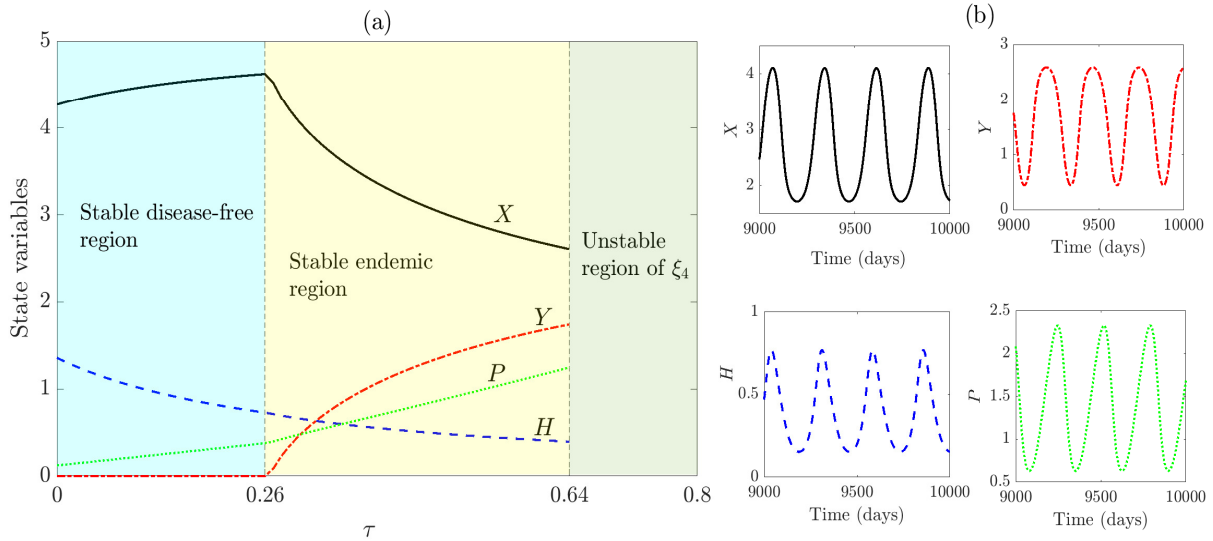 (a)
State variables
5
4
3
2
1
0
Stable disease-free
region
Stable endemic
region
Unstable
region of ξ₄
X
Y
P
H
0
0.26
0.64
0.8
τ
(b)
X
4
3
2
9000
9500
10000
Time (days)
Y
3
2
1
0
9000
9500
10000
Time (days)
H
1
0.5
0
9000
9500
10000
Time (days)
P
2.5
2
1.5
1
0.5
9000
9500
10000
Time (days)